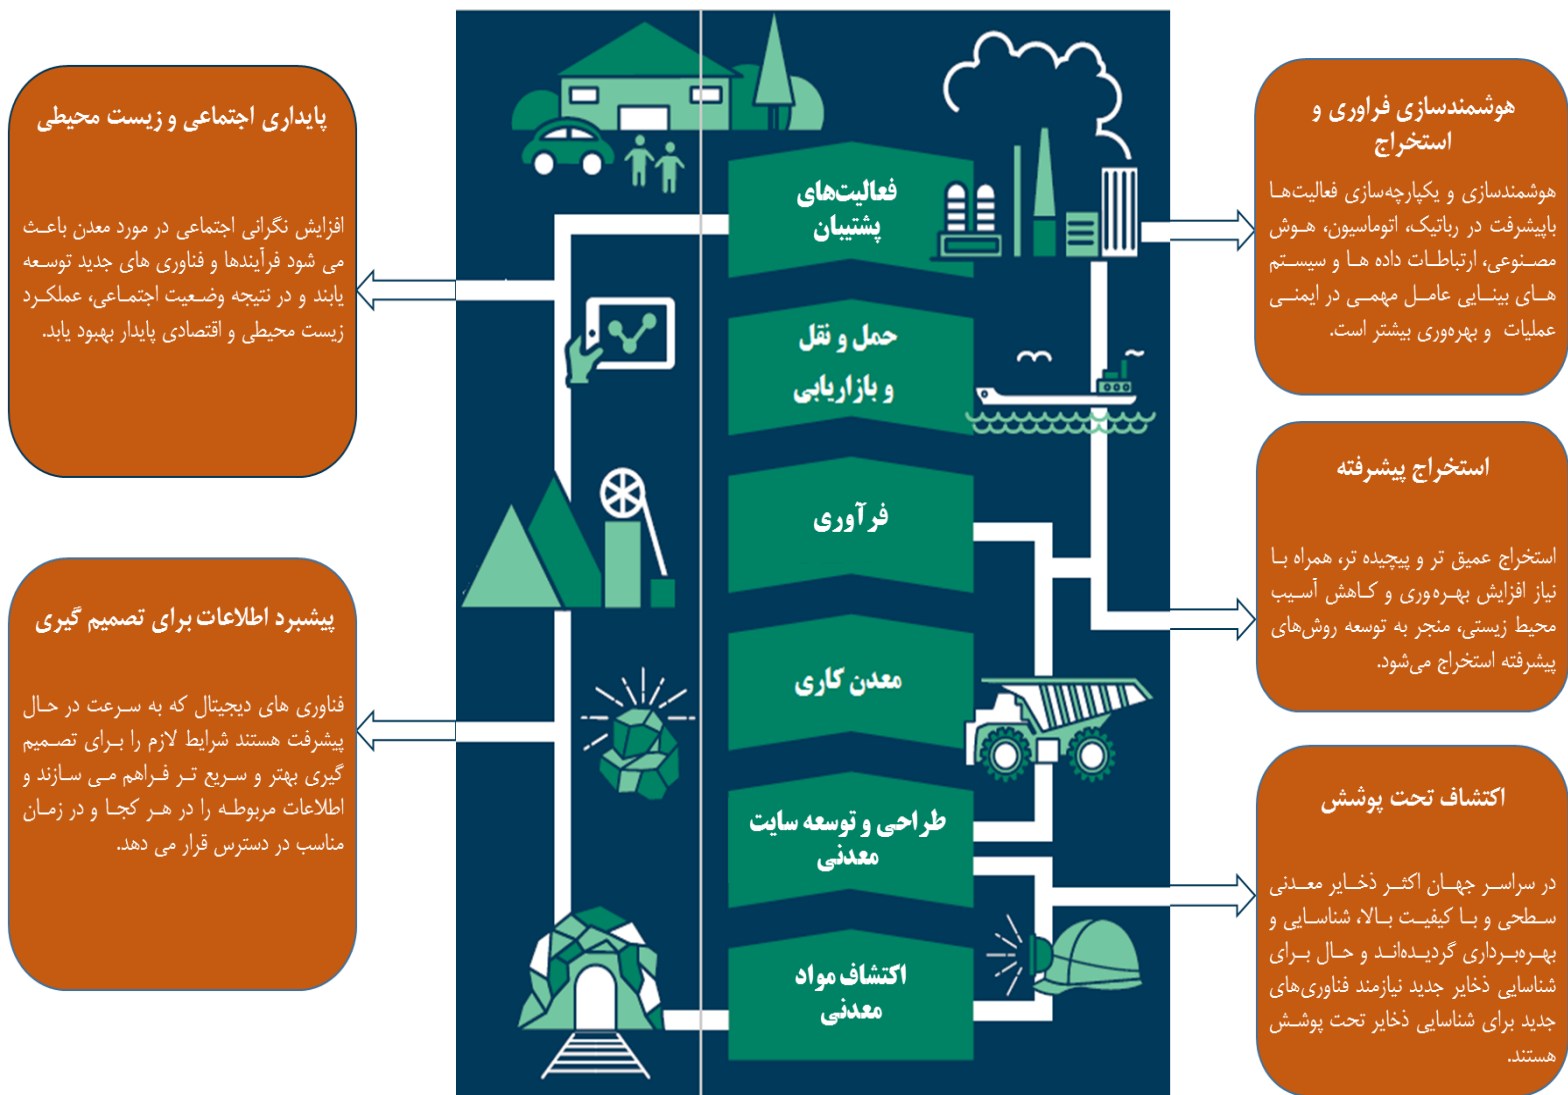 هوشمندسازی فراوری و
استخراج
هوشمندسازی و یکپارچه‌سازی فعالیت‌ها
باپیشرفت در رباتیک، اتوماسیون، هوش
مصنوعی، ارتباطات داده ها و سیستم
های بینایی عامل مهمی در ایمنی
عملیات و بهره‌وری بیشتر است.
استخراج پیشرفته
استخراج عمیق تر و پیچیده تر، همراه با
نیاز افزایش بهره‌وری و کاهش آسیب
محیط زیستی، منجر به توسعه روش‌های
پیشرفته استخراج می‌شود.
اکتشاف تحت پوشش
در سراسر جهان اکثر ذخایر معدنی
سطحی و با کیفیت بالا، شناسایی و
بهره‌برداری گردیده‌اند و حال برای
شناسایی ذخایر جدید نیازمند فناوری‌های
جدید برای شناسایی ذخایر تحت پوشش
هستند.
فعالیت‌های
پشتیبان
حمل و نقل
و بازاریابی
فرآوری
معدن کاری
طراحی و توسعه سایت
معدنی
اکتشاف مواد
معدنی
پایداری اجتماعی و زیست محیطی
افزایش نگرانی اجتماعی در مورد معدن باعث
می شود فرآیندها و فناوری های جدید توسعه
یابند و در نتیجه وضعیت اجتماعی، عملکرد
زیست محیطی و اقتصادی پایدار بهبود یابد.
پیشبرد اطلاعات برای تصمیم گیری
فناوری های دیجیتال که به سرعت در حال
پیشرفت هستند شرایط لازم را برای تصمیم
گیری بهتر و سریع تر فراهم می سازند و
اطلاعات مربوطه را در هر کجا و در زمان
مناسب در دسترس قرار می دهد.